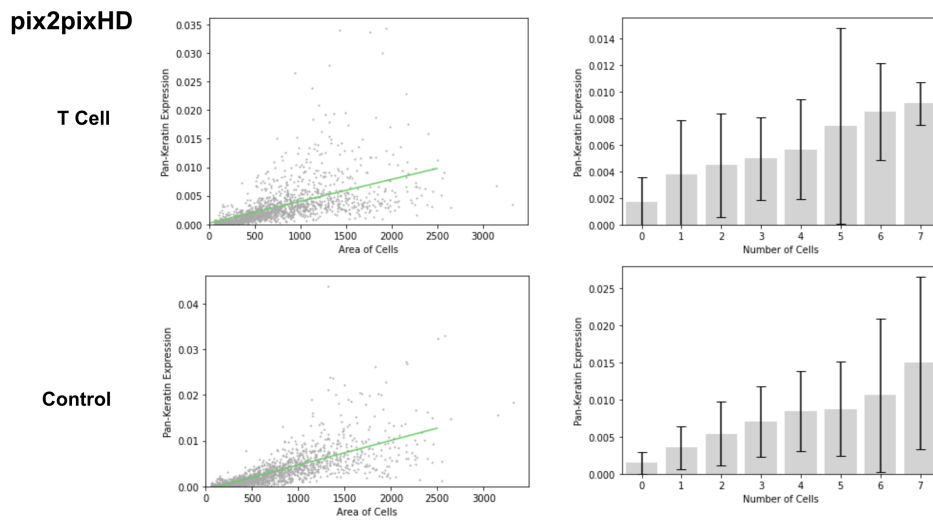 pix2pixHD
T Cell
Pan-Keratin Expression
0.035
0.030
0.025
0.020
0.015
0.010
0.005
0.000
0 500 1000 1500 2000 2500 3000
Area of Cells
Pan-Keratin Expression
0.014
0.012
0.010
0.008
0.006
0.004
0.002
0.000
0 1 2 3 4 5 6 7
Number of Cells
Control
Pan-Keratin Expression
0.04
0.03
0.02
0.01
0.00
0 500 1000 1500 2000 2500 3000
Area of Cells
Pan-Keratin Expression
0.025
0.020
0.015
0.010
0.005
0.000
0 1 2 3 4 5 6 7
Number of Cells